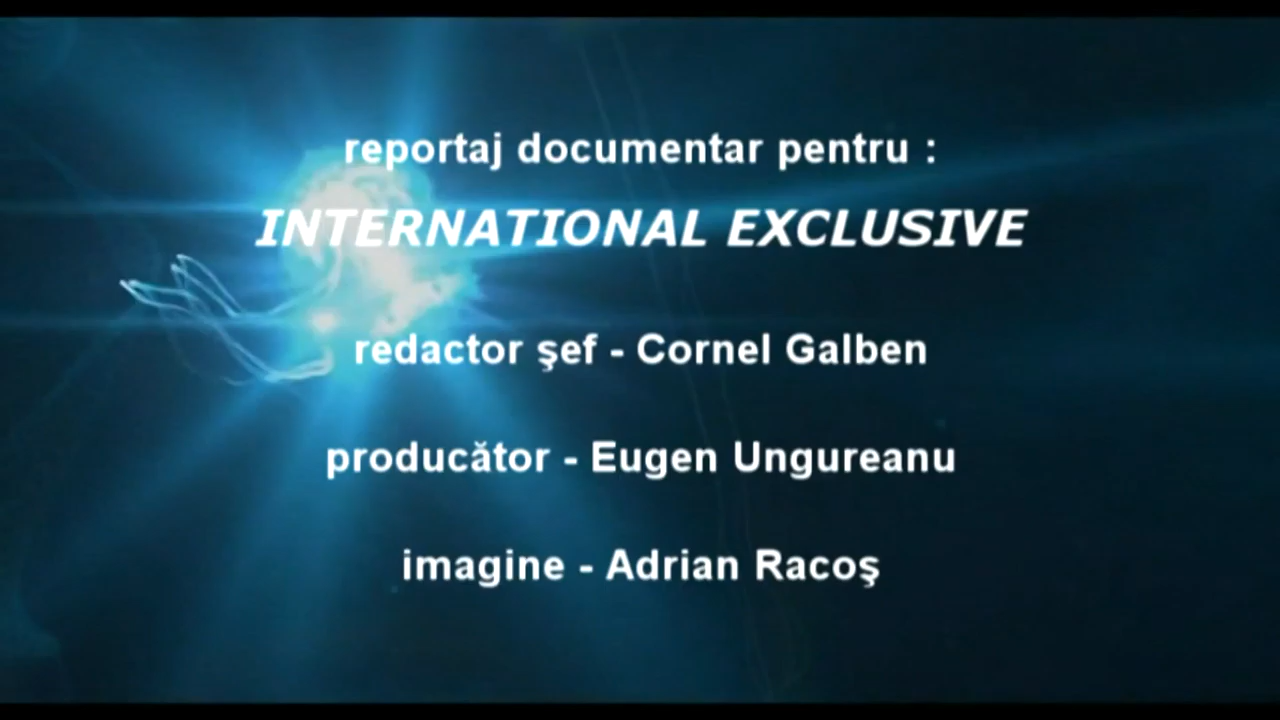 reportaj documentar pentru :
INTERNATIONAL EXCLUSIVE
redactor şef - Cornel Galben
producător - Eugen Ungureanu
imagine - Adrian Racoş